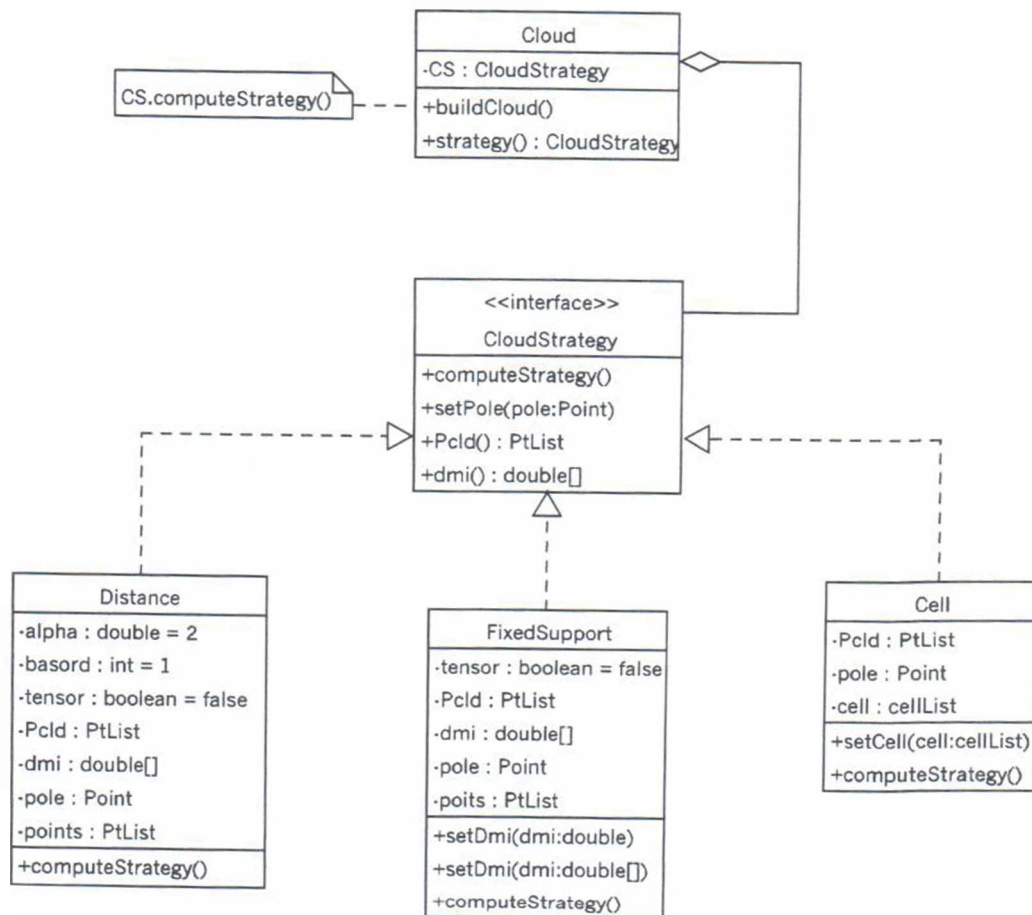 Cloud
-CS : CloudStrategy
+buildCloud()
+strategy() : CloudStrategy
CS.computeStrategy()
<<interface>>
CloudStrategy
+computeStrategy()
+setPole(pole:Point)
+Pcld() : PtList
+dmi() : double[]
Distance
-alpha : double = 2
-basord : int = 1
-tensor : boolean = false
-Pcld : PtList
-dmi : double[]
-pole : Point
-points : PtList
+computeStrategy()
FixedSupport
-tensor : boolean = false
-Pcld : PtList
-dmi : double[]
-pole : Point
-poits : PtList
+setDmi(dmi:double)
+setDmi(dmi:double[])
+computeStrategy()
Cell
-Pcld : PtList
-pole : Point
-cell : cellList
+setCell(cell:cellList)
+computeStrategy()